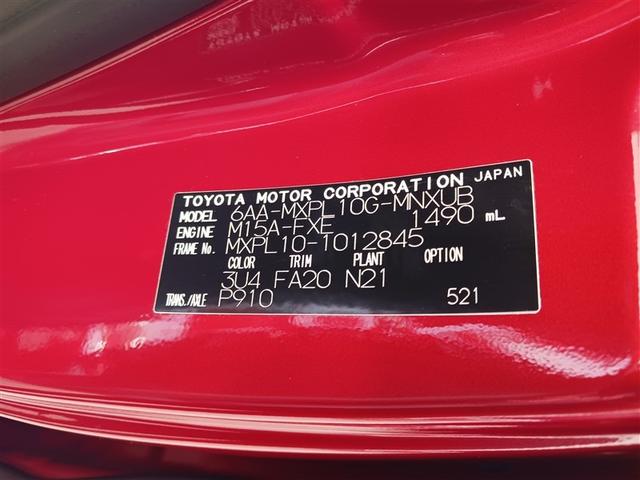 TOYOTA MOTOR CORPORATION JAPAN
MODEL 6AA-MXPL10G-MNXUB
ENGINE M15A-FXE 1490 mL
FRAME No. MXPL10-1012845
COLOR TRIM PLANT OPTION
3U4 FA20 N21
TRANS./AXLE P910 521